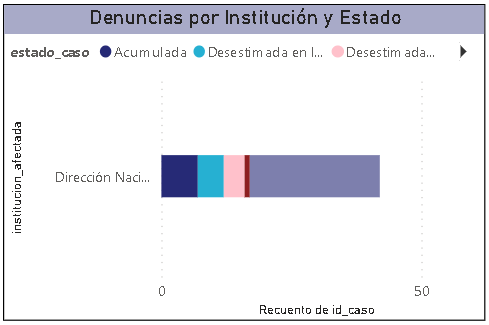 Denuncias por Institución y Estado
estado_caso Acumulada Desestimada en I... Desestimada...
institucion_afectada
Dirección Naci...
0 50
Recuento de id_caso